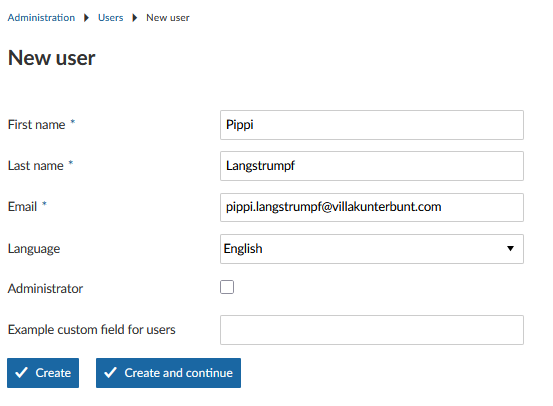 Administration Users New user
New user
First name * Pippi
Last name * Langstrumpf
Email * pippi.langstrumpf@villakunterbunt.com
Language English
Administrator
Example custom field for users
Create Create and continue